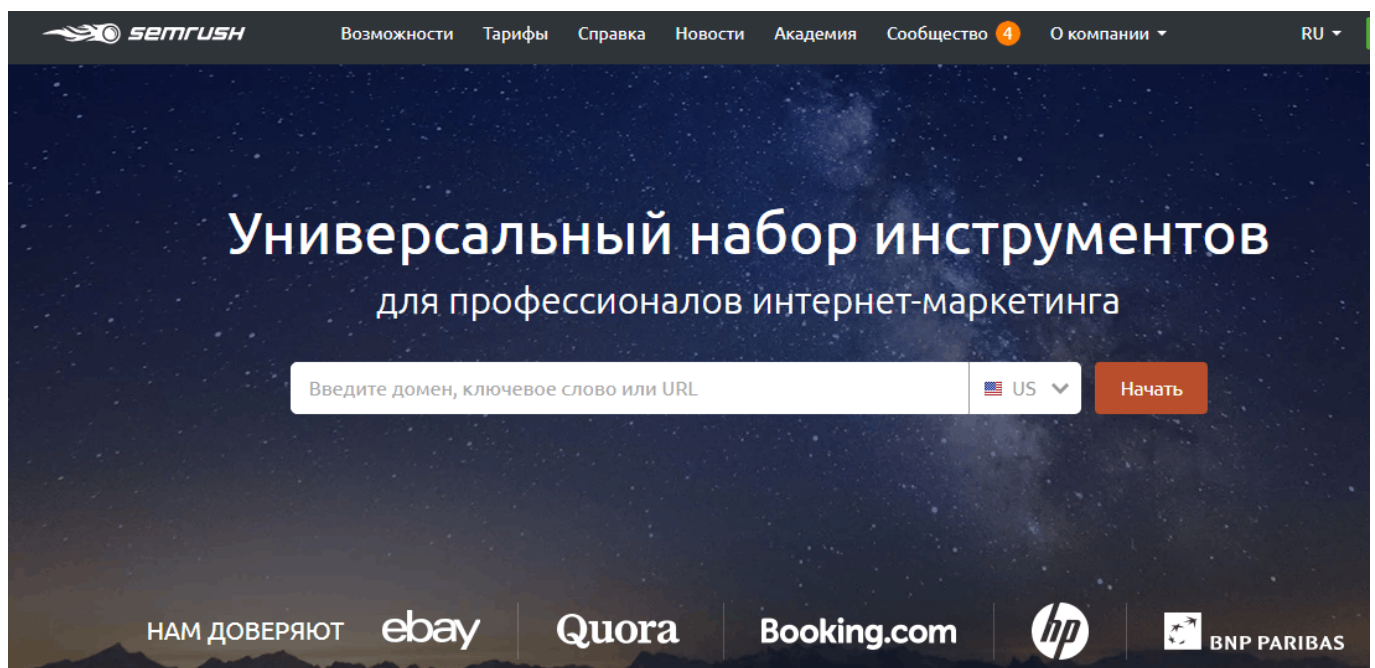 semrush Возможности Тарифы Справка Новости Академия Сообщество 4 О компании RU
Универсальный набор инструментов
для профессионалов интернет-маркетинга
Введите домен, ключевое слово или URL US Начать
НАМ ДОВЕРЯЮТ ebay Quora Booking.com hp BNP PARIBAS